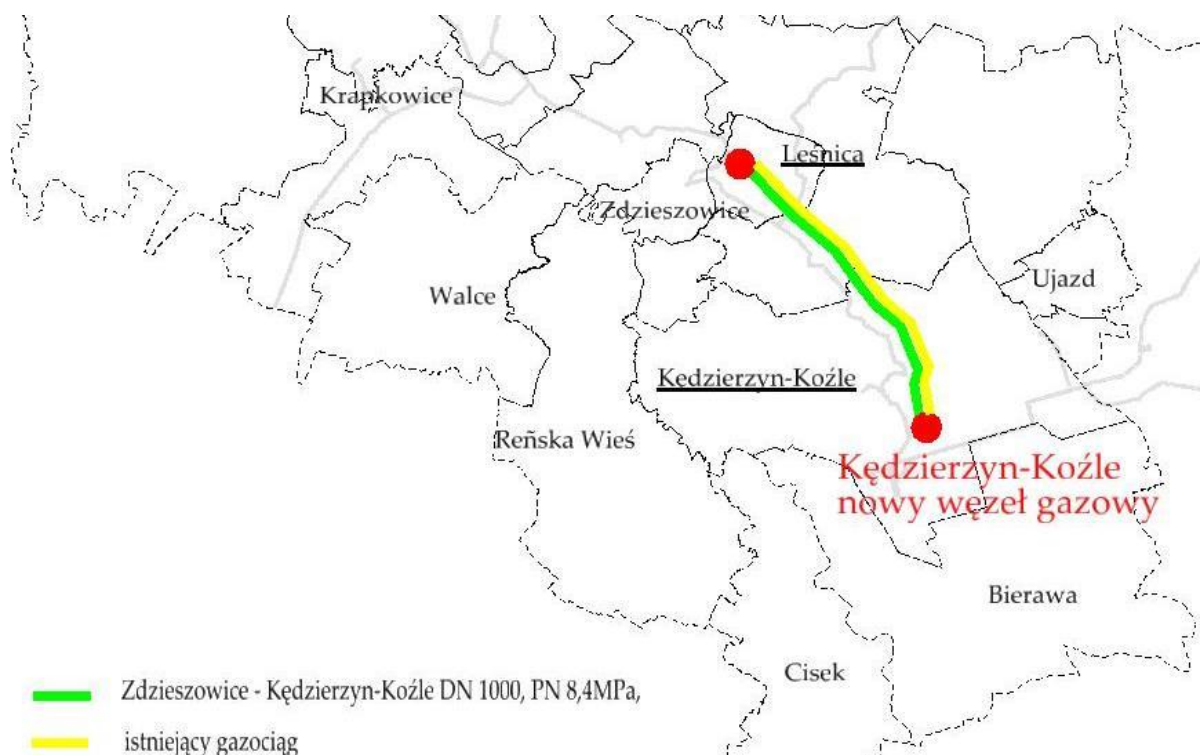 Krapkowice
Leśnica
Zdzieszowice
Ujazd
Walce
Kędzierzyn-Koźle
Reńska Wieś
Kędzierzyn-Koźle
nowy węzeł gazowy
Bierawa
Cisek
Zdzieszowice - Kędzierzyn-Koźle DN 1000, PN 8,4MPa,
istniejący gazociąg